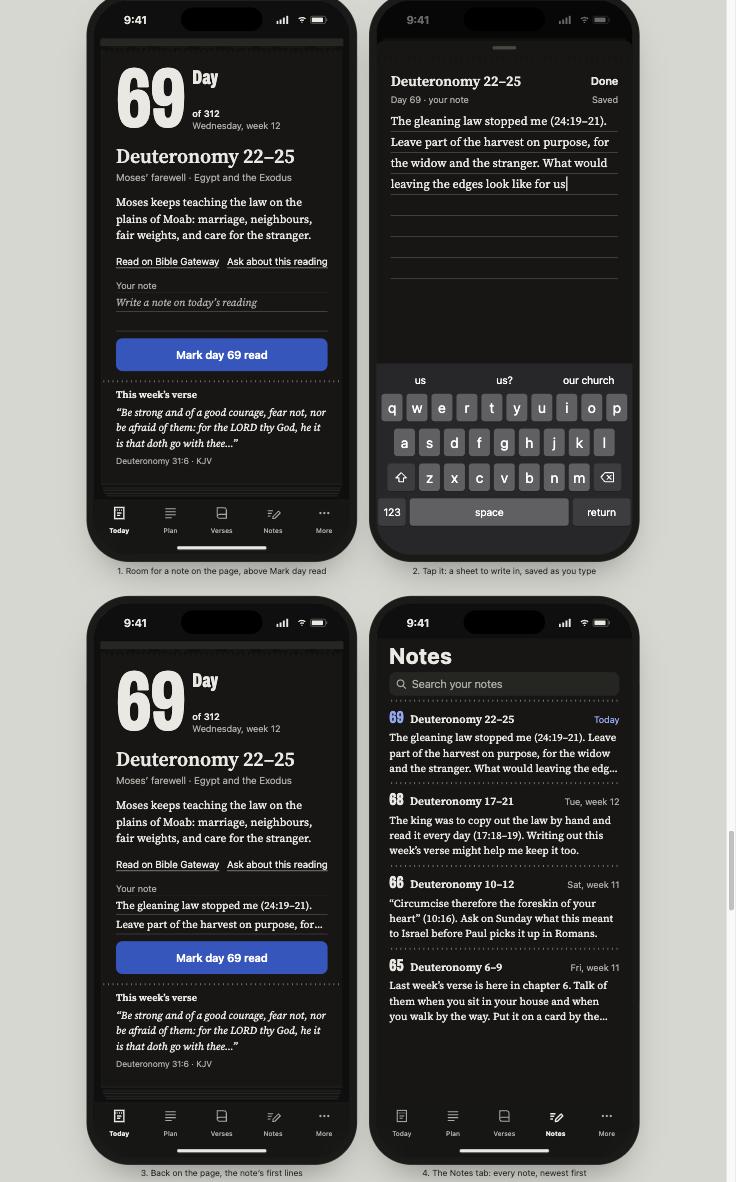 9:41
69
Day
of 312
Wednesday, week 12
Deuteronomy 22–25
Moses’ farewell · Egypt and the Exodus
Moses keeps teaching the law on the
plains of Moab: marriage, neighbours,
fair weights, and care for the stranger.
Read on Bible Gateway Ask about this reading
Your note
Write a note on today’s reading
Mark day 69 read
This week’s verse
“Be strong and of a good courage, fear not, nor
be afraid of them: for the LORD thy God, he it
is that doth go with thee…”
Deuteronomy 31:6 · KJV
Today Plan Verses Notes More
1. Room for a note on the page, above Mark day read
9:41
Deuteronomy 22–25 Done
Day 69 · your note Saved
The gleaning law stopped me (24:19–21).
Leave part of the harvest on purpose, for
the widow and the stranger. What would
leaving the edges look like for us
us us? our church
q w e r t y u i o p
a s d f g h j k l
z x c v b n m
123 space return
2. Tap it: a sheet to write in, saved as you type
9:41
69
Day
of 312
Wednesday, week 12
Deuteronomy 22–25
Moses’ farewell · Egypt and the Exodus
Moses keeps teaching the law on the
plains of Moab: marriage, neighbours,
fair weights, and care for the stranger.
Read on Bible Gateway Ask about this reading
Your note
The gleaning law stopped me (24:19–21).
Leave part of the harvest on purpose, for…
Mark day 69 read
This week’s verse
“Be strong and of a good courage, fear not, nor
be afraid of them: for the LORD thy God, he it
is that doth go with thee…”
Deuteronomy 31:6 · KJV
Today Plan Verses Notes More
3. Back on the page, the note’s first lines
9:41
Notes
Search your notes
69 Deuteronomy 22–25 Today
The gleaning law stopped me (24:19–21). Leave
part of the harvest on purpose, for the widow
and the stranger. What would leaving the edg…
68 Deuteronomy 17–21 Tue, week 12
The king was to copy out the law by hand and
read it every day (17:18–19). Writing out this
week’s verse might help me keep it too.
66 Deuteronomy 10–12 Sat, week 11
“Circumcise therefore the foreskin of your
heart” (10:16). Ask on Sunday what this meant
to Israel before Paul picks it up in Romans.
65 Deuteronomy 6–9 Fri, week 11
Last week’s verse is here in chapter 6. Talk of
them when you sit in your house and when
you walk by the way. Put it on a card by the…
Today Plan Verses Notes More
4. The Notes tab: every note, newest first